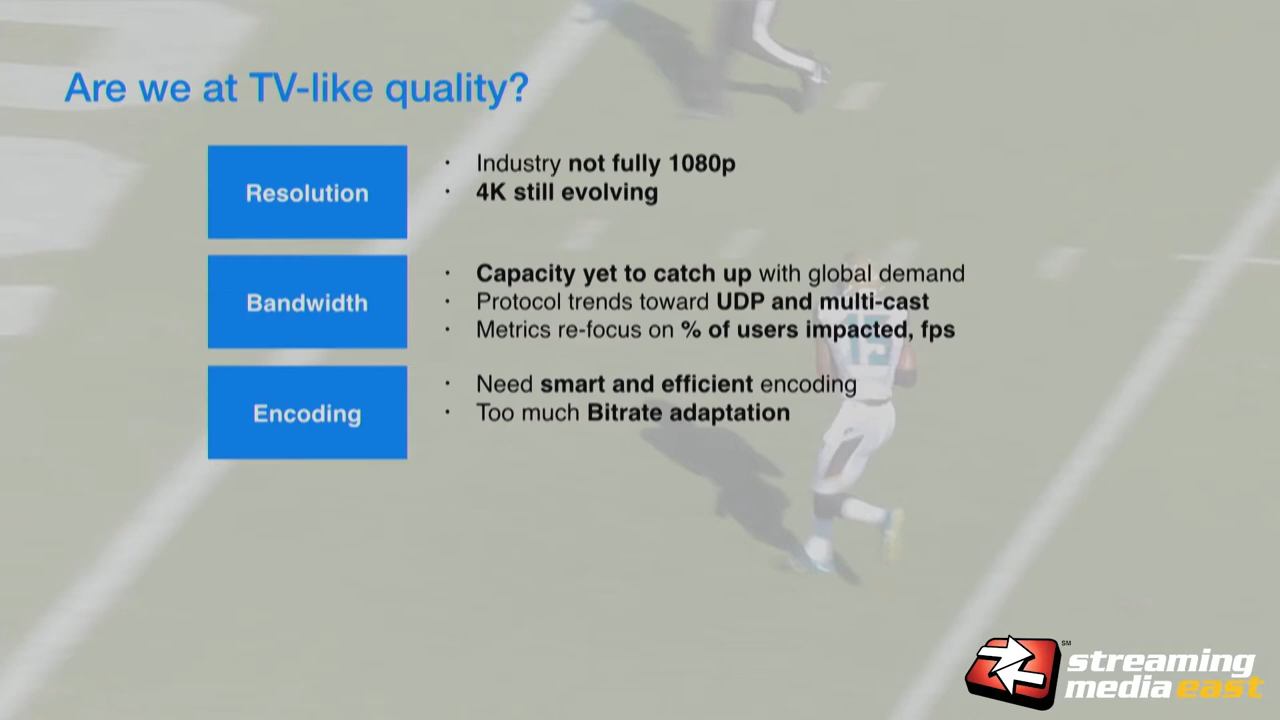 Are we at TV-like quality?
Resolution
· Industry not fully 1080p
· 4K still evolving
Bandwidth
· Capacity yet to catch up with global demand
· Protocol trends toward UDP and multi-cast
· Metrics re-focus on % of users impacted, fps
15
Encoding
· Need smart and efficient encoding
· Too much Bitrate adaptation
SM
streaming
media east